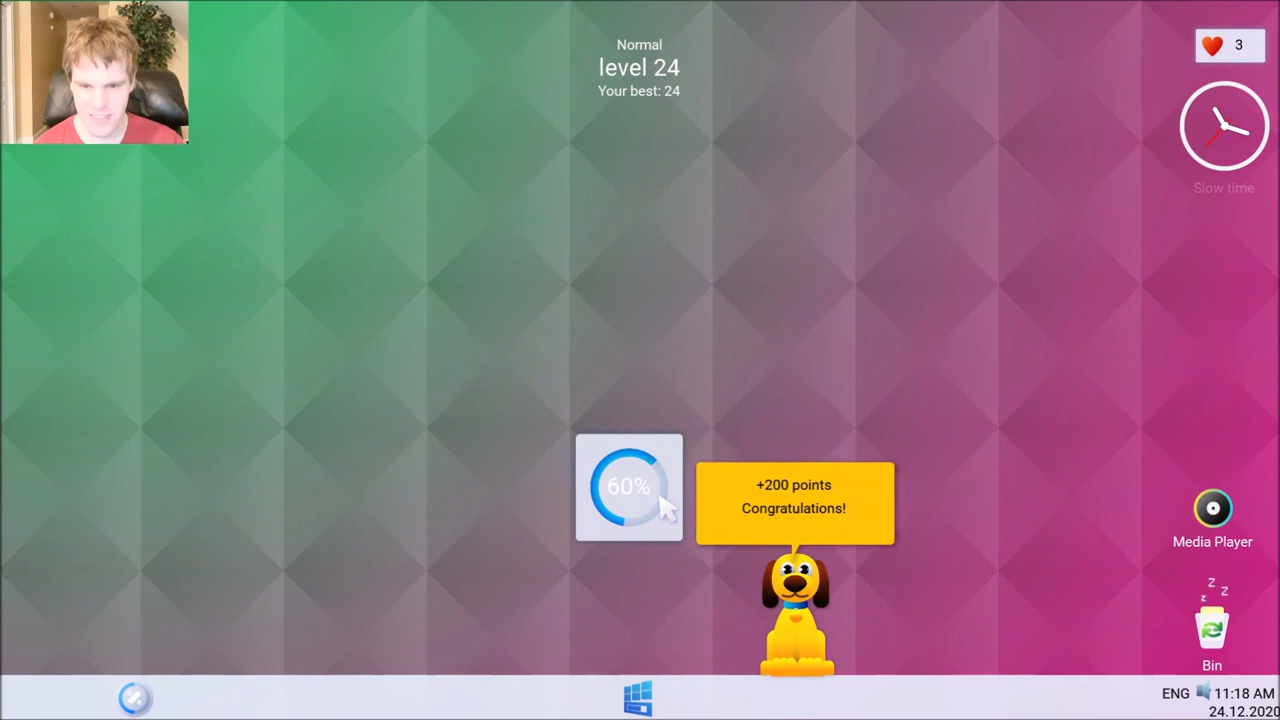 Normal
level 24
Your best: 24
3
Slow time
60%
+200 points
Congratulations!
Media Player
z
z
z
Bin
ENG 11:18 AM
24.12.2020